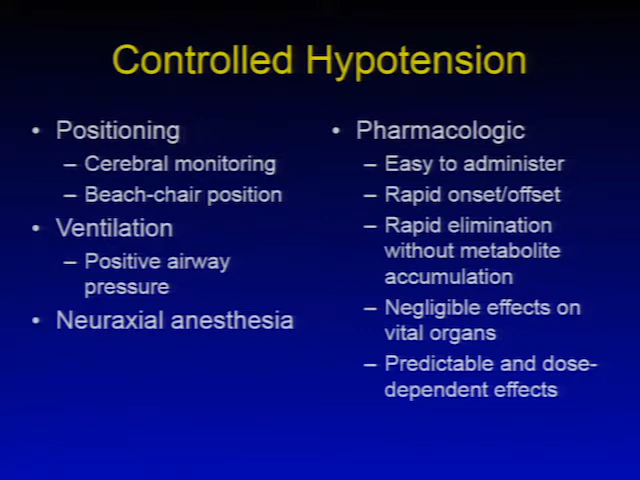 Controlled Hypotension
• Positioning
– Cerebral monitoring
– Beach-chair position
• Ventilation
– Positive airway
pressure
• Neuraxial anesthesia
• Pharmacologic
– Easy to administer
– Rapid onset/offset
– Rapid elimination
without metabolite
accumulation
– Negligible effects on
vital organs
– Predictable and dose-
dependent effects